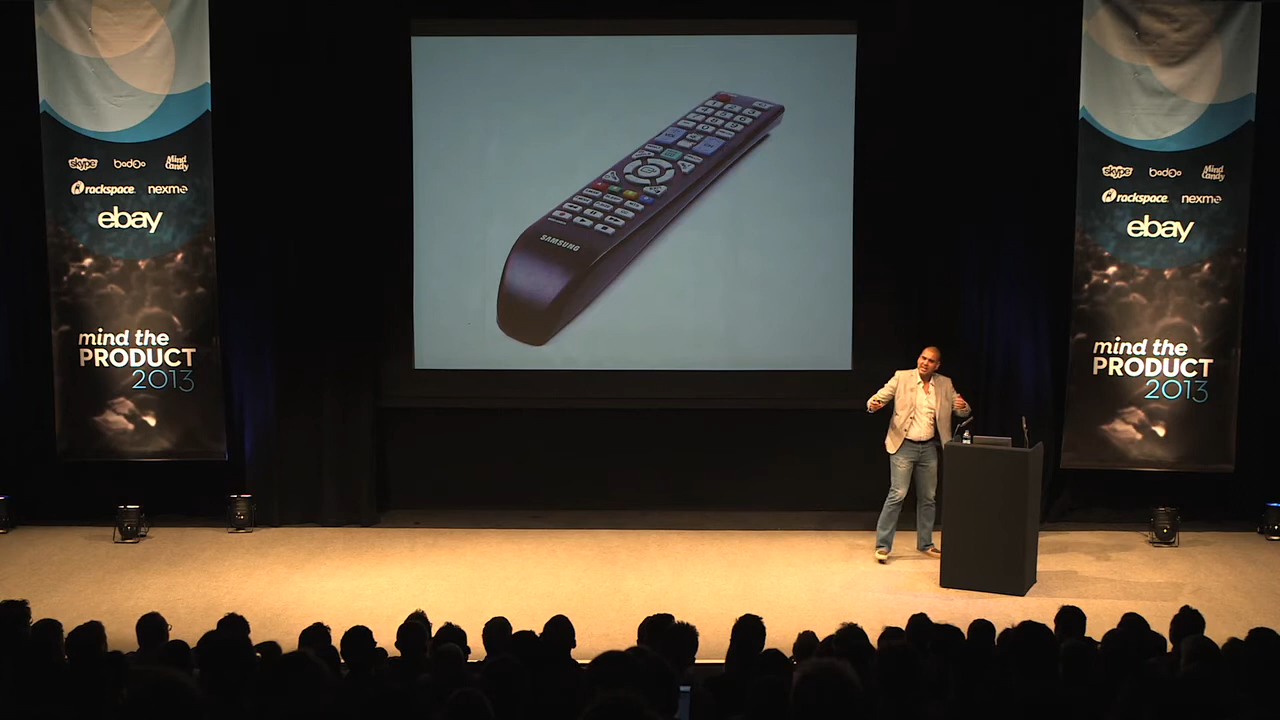 skype badoo Mind Candy
rackspace. nexmo
ebay
mind the
PRODUCT
2013
SAMSUNG
skype badoo Mind Candy
rackspace. nexmo
ebay
mind the
PRODUCT
2013